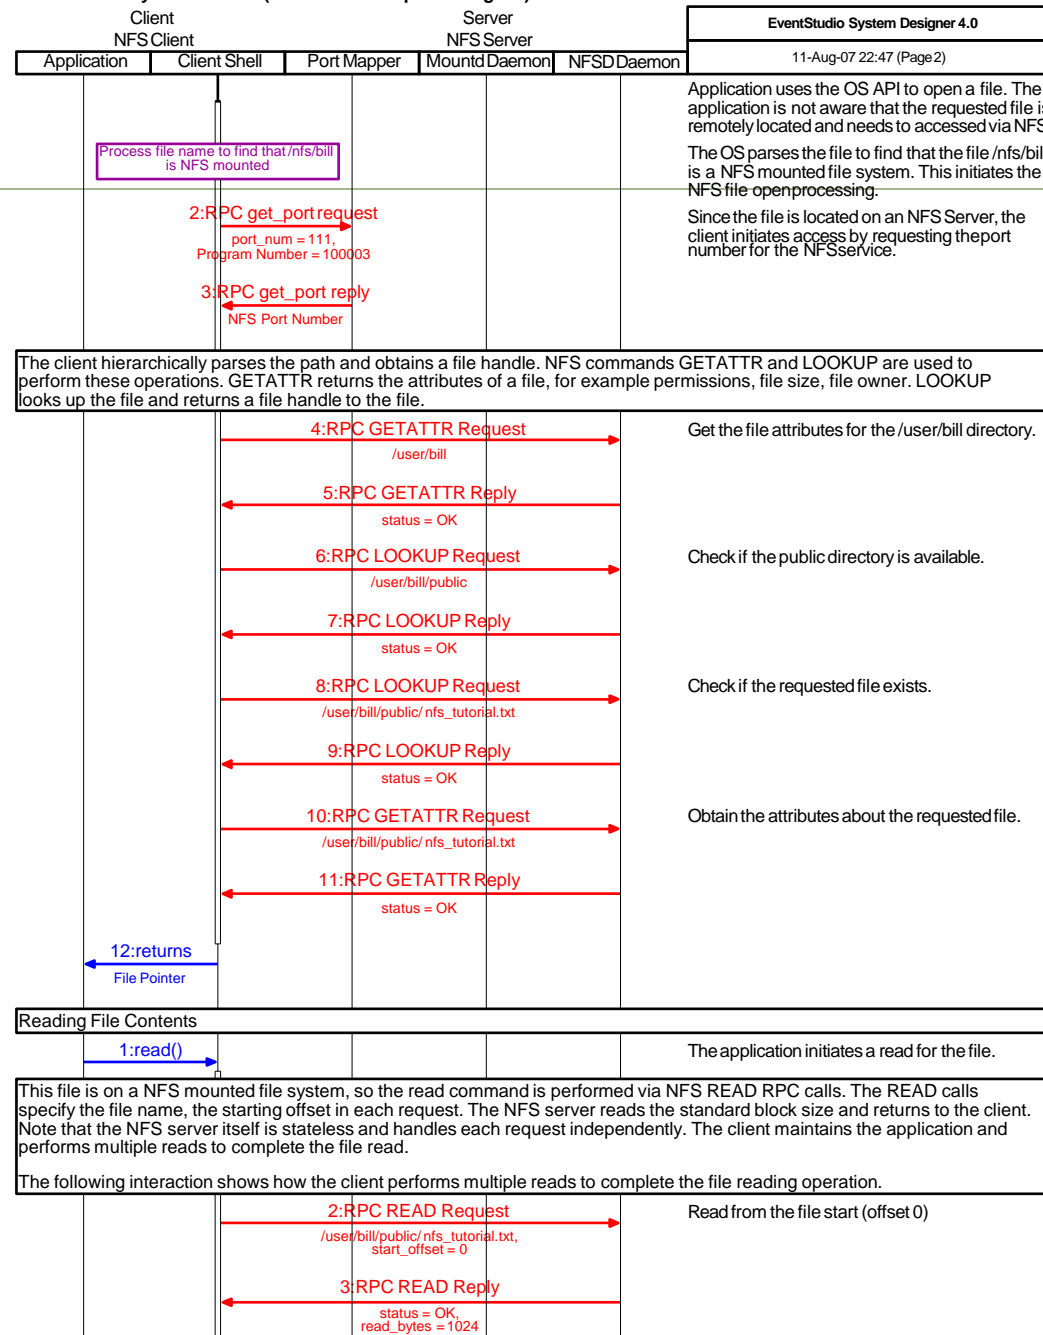 Client
Server
EventStudio System Designer 4.0
NFS Client
NFS Server
Application
Client Shell
Port Mapper
Mountd Daemon
NFSD Daemon
11-Aug-07 22:47 (Page 2)
Application uses the OS API to open a file. The
application is not aware that the requested file is
remotely located and needs to accessed via NFS
Process file name to find that /nfs/bill
is NFS mounted
The OS parses the file to find that the file /nfs/bill
is a NFS mounted file system. This initiates the
NFS file open processing.
2:RPC get_port request
port_num = 111,
Program Number = 100003
Since the file is located on an NFS Server, the
client initiates access by requesting the port
number for the NFS service.
3:RPC get_port reply
NFS Port Number
The client hierarchically parses the path and obtains a file handle. NFS commands GETATTR and LOOKUP are used to
perform these operations. GETATTR returns the attributes of a file, for example permissions, file size, file owner. LOOKUP
looks up the file and returns a file handle to the file.
4:RPC GETATTR Request
/user/bill
Get the file attributes for the /user/bill directory.
5:RPC GETATTR Reply
status = OK
6:RPC LOOKUP Request
/user/bill/public
Check if the public directory is available.
7:RPC LOOKUP Reply
status = OK
8:RPC LOOKUP Request
/user/bill/public/ nfs_tutorial.txt
Check if the requested file exists.
9:RPC LOOKUP Reply
status = OK
10:RPC GETATTR Request
/user/bill/public/ nfs_tutorial.txt
Obtain the attributes about the requested file.
11:RPC GETATTR Reply
status = OK
12:returns
File Pointer
Reading File Contents
1:read()
The application initiates a read for the file.
This file is on a NFS mounted file system, so the read command is performed via NFS READ RPC calls. The READ calls
specify the file name, the starting offset in each request. The NFS server reads the standard block size and returns to the client.
Note that the NFS server itself is stateless and handles each request independently. The client maintains the application and
performs multiple reads to complete the file read.
The following interaction shows how the client performs multiple reads to complete the file reading operation.
2:RPC READ Request
/user/bill/public/ nfs_tutorial.txt,
start_offset = 0
Read from the file start (offset 0)
3:RPC READ Reply
status = OK,
read_bytes = 1024